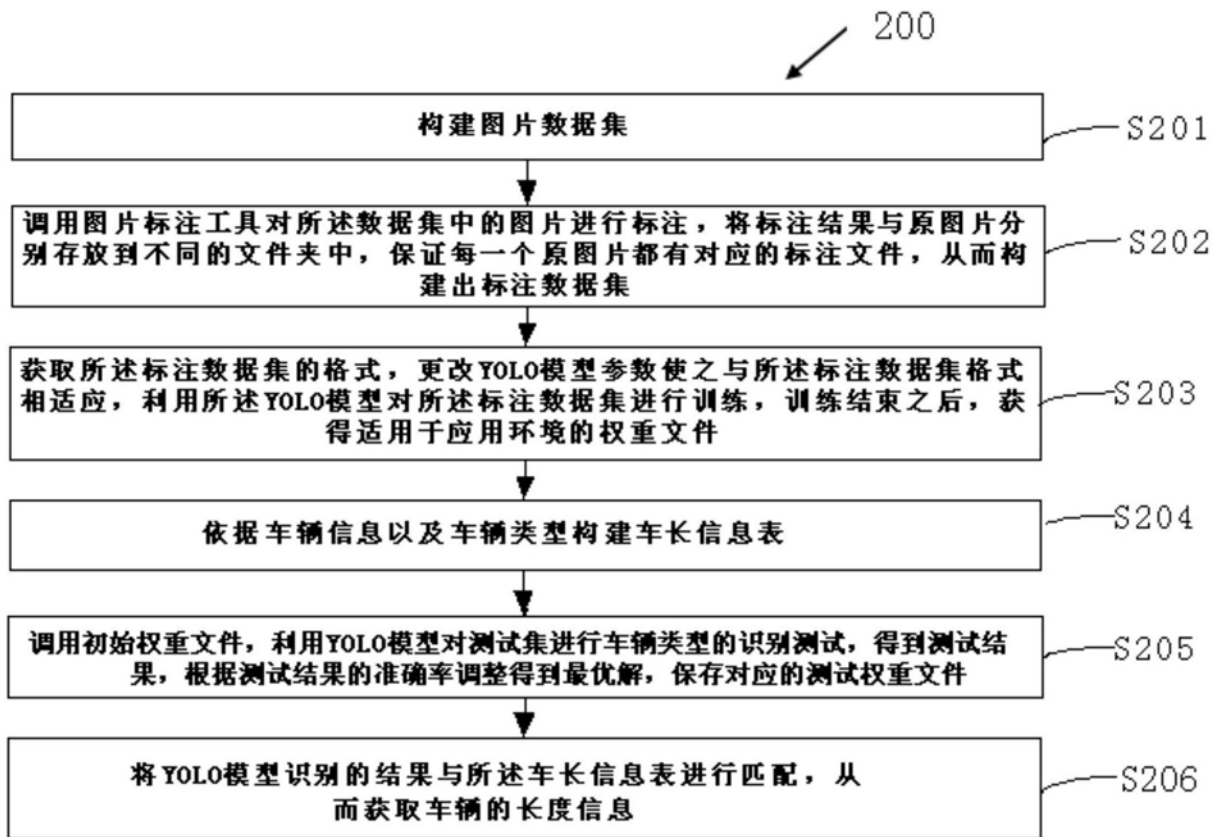 200
构建图片数据集
S201
调用图片标注工具对所述数据集中的图片进行标注，将标注结果与原图片分
别存放到不同的文件夹中，保证每一个原图片都有对应的标注文件，从而构
建出标注数据集
S202
获取所述标注数据集的格式，更改YOLO模型参数使之与所述标注数据集格式
相适应，利用所述YOLO模型对所述标注数据集进行训练，训练结束之后，获
得适用于应用环境的权重文件
S203
依据车辆信息以及车辆类型构建车长信息表
S204
调用初始权重文件，利用YOLO模型对测试集进行车辆类型的识别测试，得到测试结
果，根据测试结果的准确率调整得到最优解，保存对应的测试权重文件
S205
将YOLO模型识别的结果与所述车长信息表进行匹配，从
而获取车辆的长度信息
S206